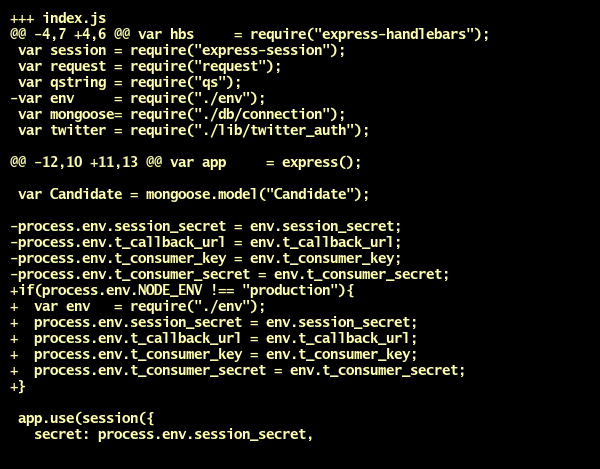 +++ index.js
@@ -4,7 +4,6 @@ var hbs     = require("express-handlebars");
 var session = require("express-session");
 var request = require("request");
 var qstring = require("qs");
-var env     = require("./env");
 var mongoose= require("./db/connection");
 var twitter = require("./lib/twitter_auth");

@@ -12,10 +11,13 @@ var app     = express();

 var Candidate = mongoose.model("Candidate");

-process.env.session_secret = env.session_secret;
-process.env.t_callback_url = env.t_callback_url;
-process.env.t_consumer_key = env.t_consumer_key;
-process.env.t_consumer_secret = env.t_consumer_secret;
+if(process.env.NODE_ENV !== "production"){
+  var env   = require("./env");
+  process.env.session_secret = env.session_secret;
+  process.env.t_callback_url = env.t_callback_url;
+  process.env.t_consumer_key = env.t_consumer_key;
+  process.env.t_consumer_secret = env.t_consumer_secret;
+}

 app.use(session({
   secret: process.env.session_secret,